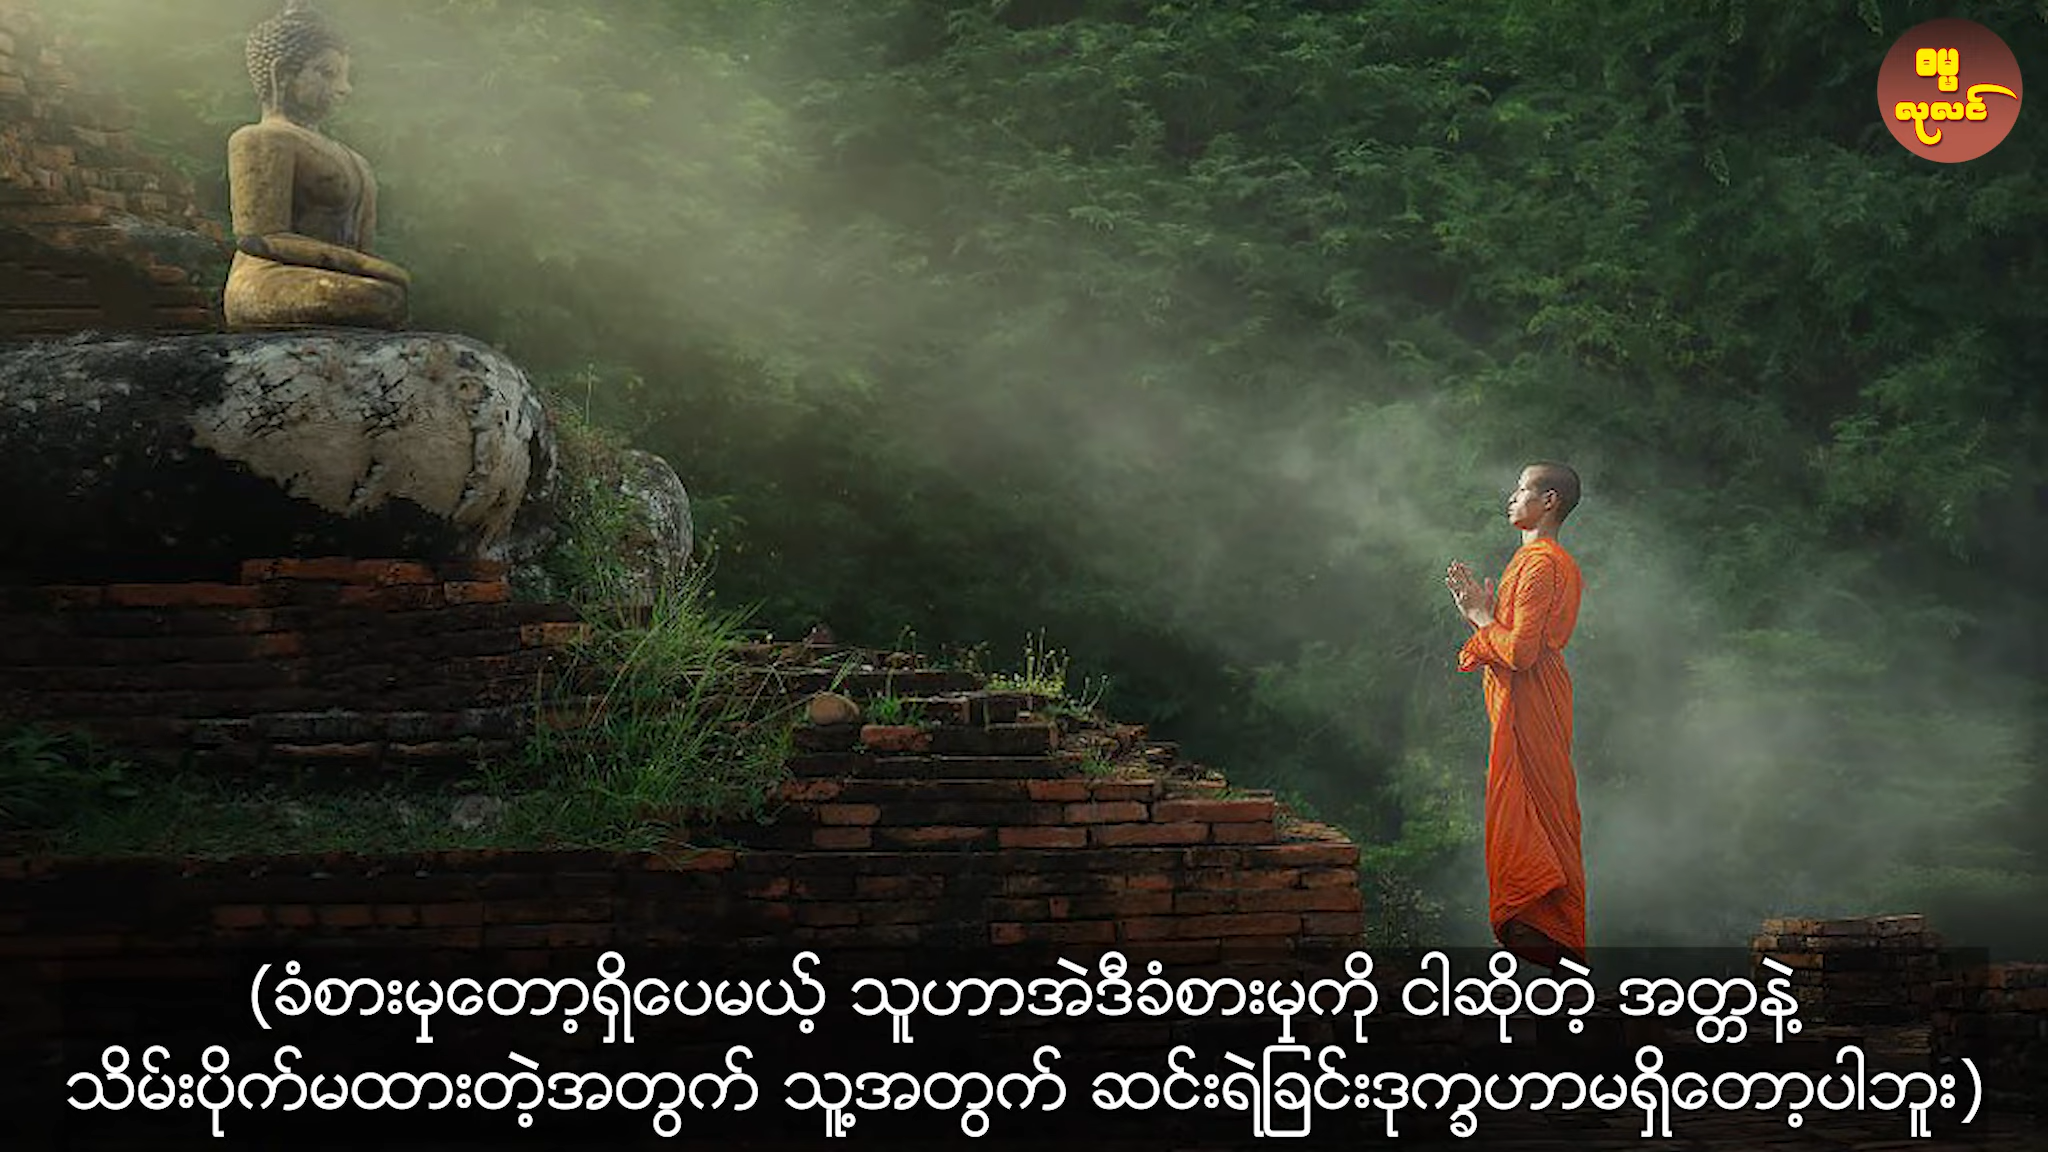 ဓမ္မ
လုလင်
(ခံစားမှုတော့ရှိပေမယ့် သူဟာအဲဒီခံစားမှုကို ငါဆိုတဲ့ အတ္တနဲ့
သိမ်းပိုက်မထားတဲ့အတွက် သူ့အတွက် ဆင်းရဲခြင်းဒုက္ခဟာမရှိတော့ပါဘူး)